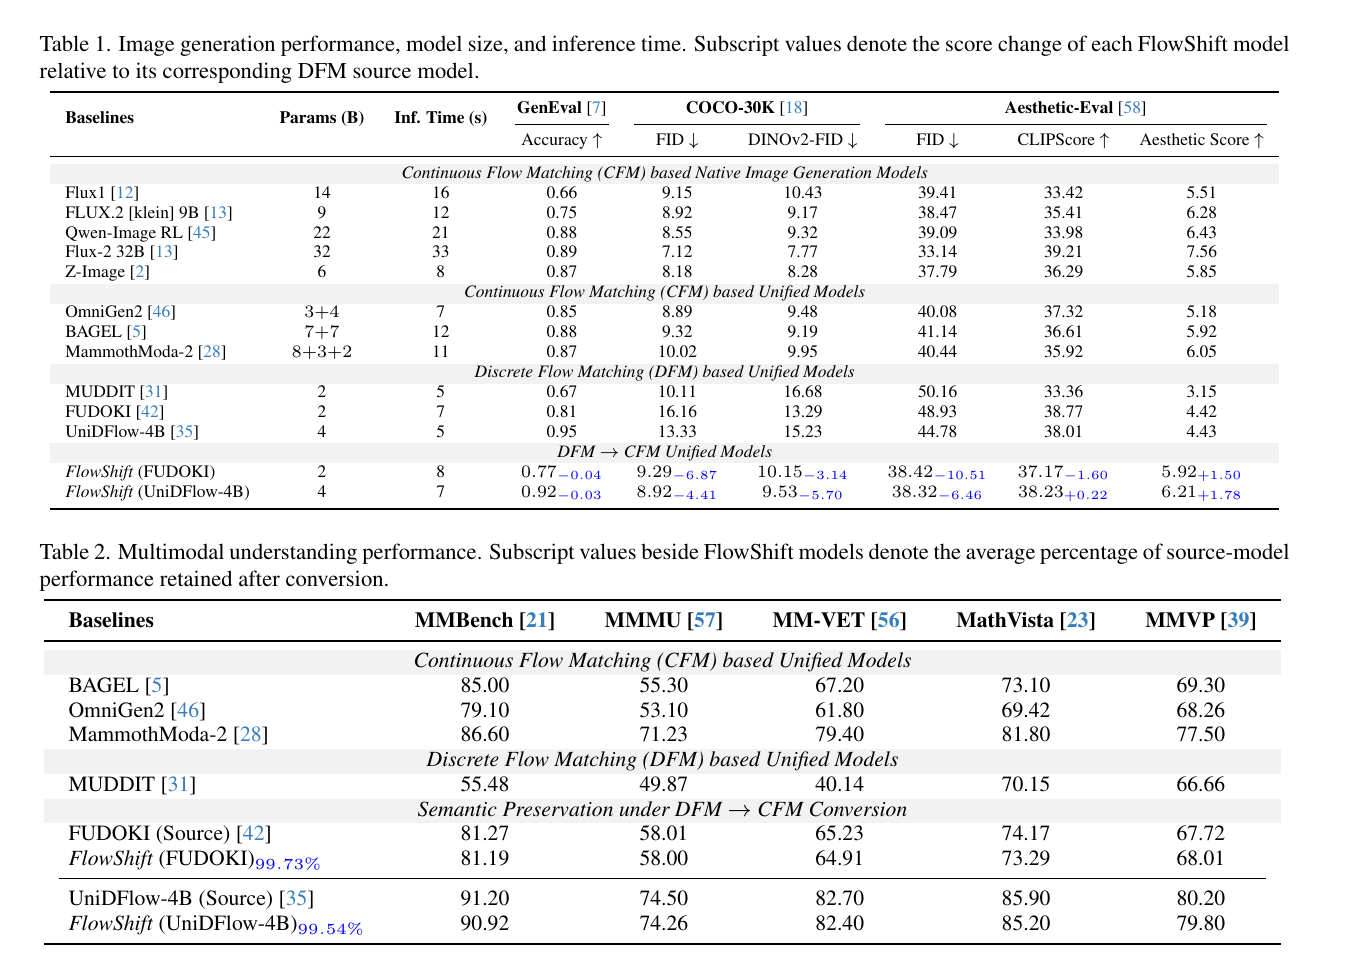 Table 1. Image generation performance, model size, and inference time. Subscript values denote the score change of each FlowShift model
relative to its corresponding DFM source model.
Baselines Params (B) Inf. Time (s) GenEval [7] COCO-30K [18] Aesthetic-Eval [58]
Accuracy ↑ FID ↓ DINOv2-FID ↓ FID ↓ CLIPScore ↑ Aesthetic Score ↑
Continuous Flow Matching (CFM) based Native Image Generation Models
Flux1 [12] 14 16 0.66 9.15 10.43 39.41 33.42 5.51
FLUX.2 [klein] 9B [13] 9 12 0.75 8.92 9.17 38.47 35.41 6.28
Qwen-Image RL [45] 22 21 0.88 8.55 9.32 39.09 33.98 6.43
Flux-2 32B [13] 32 33 0.89 7.12 7.77 33.14 39.21 7.56
Z-Image [2] 6 8 0.87 8.18 8.28 37.79 36.29 5.85
Continuous Flow Matching (CFM) based Unified Models
OmniGen2 [46] 3+4 7 0.85 8.89 9.48 40.08 37.32 5.18
BAGEL [5] 7+7 12 0.88 9.32 9.19 41.14 36.61 5.92
MammothModa-2 [28] 8+3+2 11 0.87 10.02 9.95 40.44 35.92 6.05
Discrete Flow Matching (DFM) based Unified Models
MUDDIT [31] 2 5 0.67 10.11 16.68 50.16 33.36 3.15
FUDOKI [42] 2 7 0.81 16.16 13.29 48.93 38.77 4.42
UniDFlow-4B [35] 4 5 0.95 13.33 15.23 44.78 38.01 4.43
DFM → CFM Unified Models
FlowShift (FUDOKI) 2 8 0.77−0.04 9.29−6.87 10.15−3.14 38.42−10.51 37.17−1.60 5.92+1.50
FlowShift (UniDFlow-4B) 4 7 0.92−0.03 8.92−4.41 9.53−5.70 38.32−6.46 38.23+0.22 6.21+1.78
Table 2. Multimodal understanding performance. Subscript values beside FlowShift models denote the average percentage of source-model
performance retained after conversion.
Baselines MMBench [21] MMMU [57] MM-VET [56] MathVista [23] MMVP [39]
Continuous Flow Matching (CFM) based Unified Models
BAGEL [5] 85.00 55.30 67.20 73.10 69.30
OmniGen2 [46] 79.10 53.10 61.80 69.42 68.26
MammothModa-2 [28] 86.60 71.23 79.40 81.80 77.50
Discrete Flow Matching (DFM) based Unified Models
MUDDIT [31] 55.48 49.87 40.14 70.15 66.66
Semantic Preservation under DFM → CFM Conversion
FUDOKI (Source) [42] 81.27 58.01 65.23 74.17 67.72
FlowShift (FUDOKI)99.73% 81.19 58.00 64.91 73.29 68.01
UniDFlow-4B (Source) [35] 91.20 74.50 82.70 85.90 80.20
FlowShift (UniDFlow-4B)99.54% 90.92 74.26 82.40 85.20 79.80